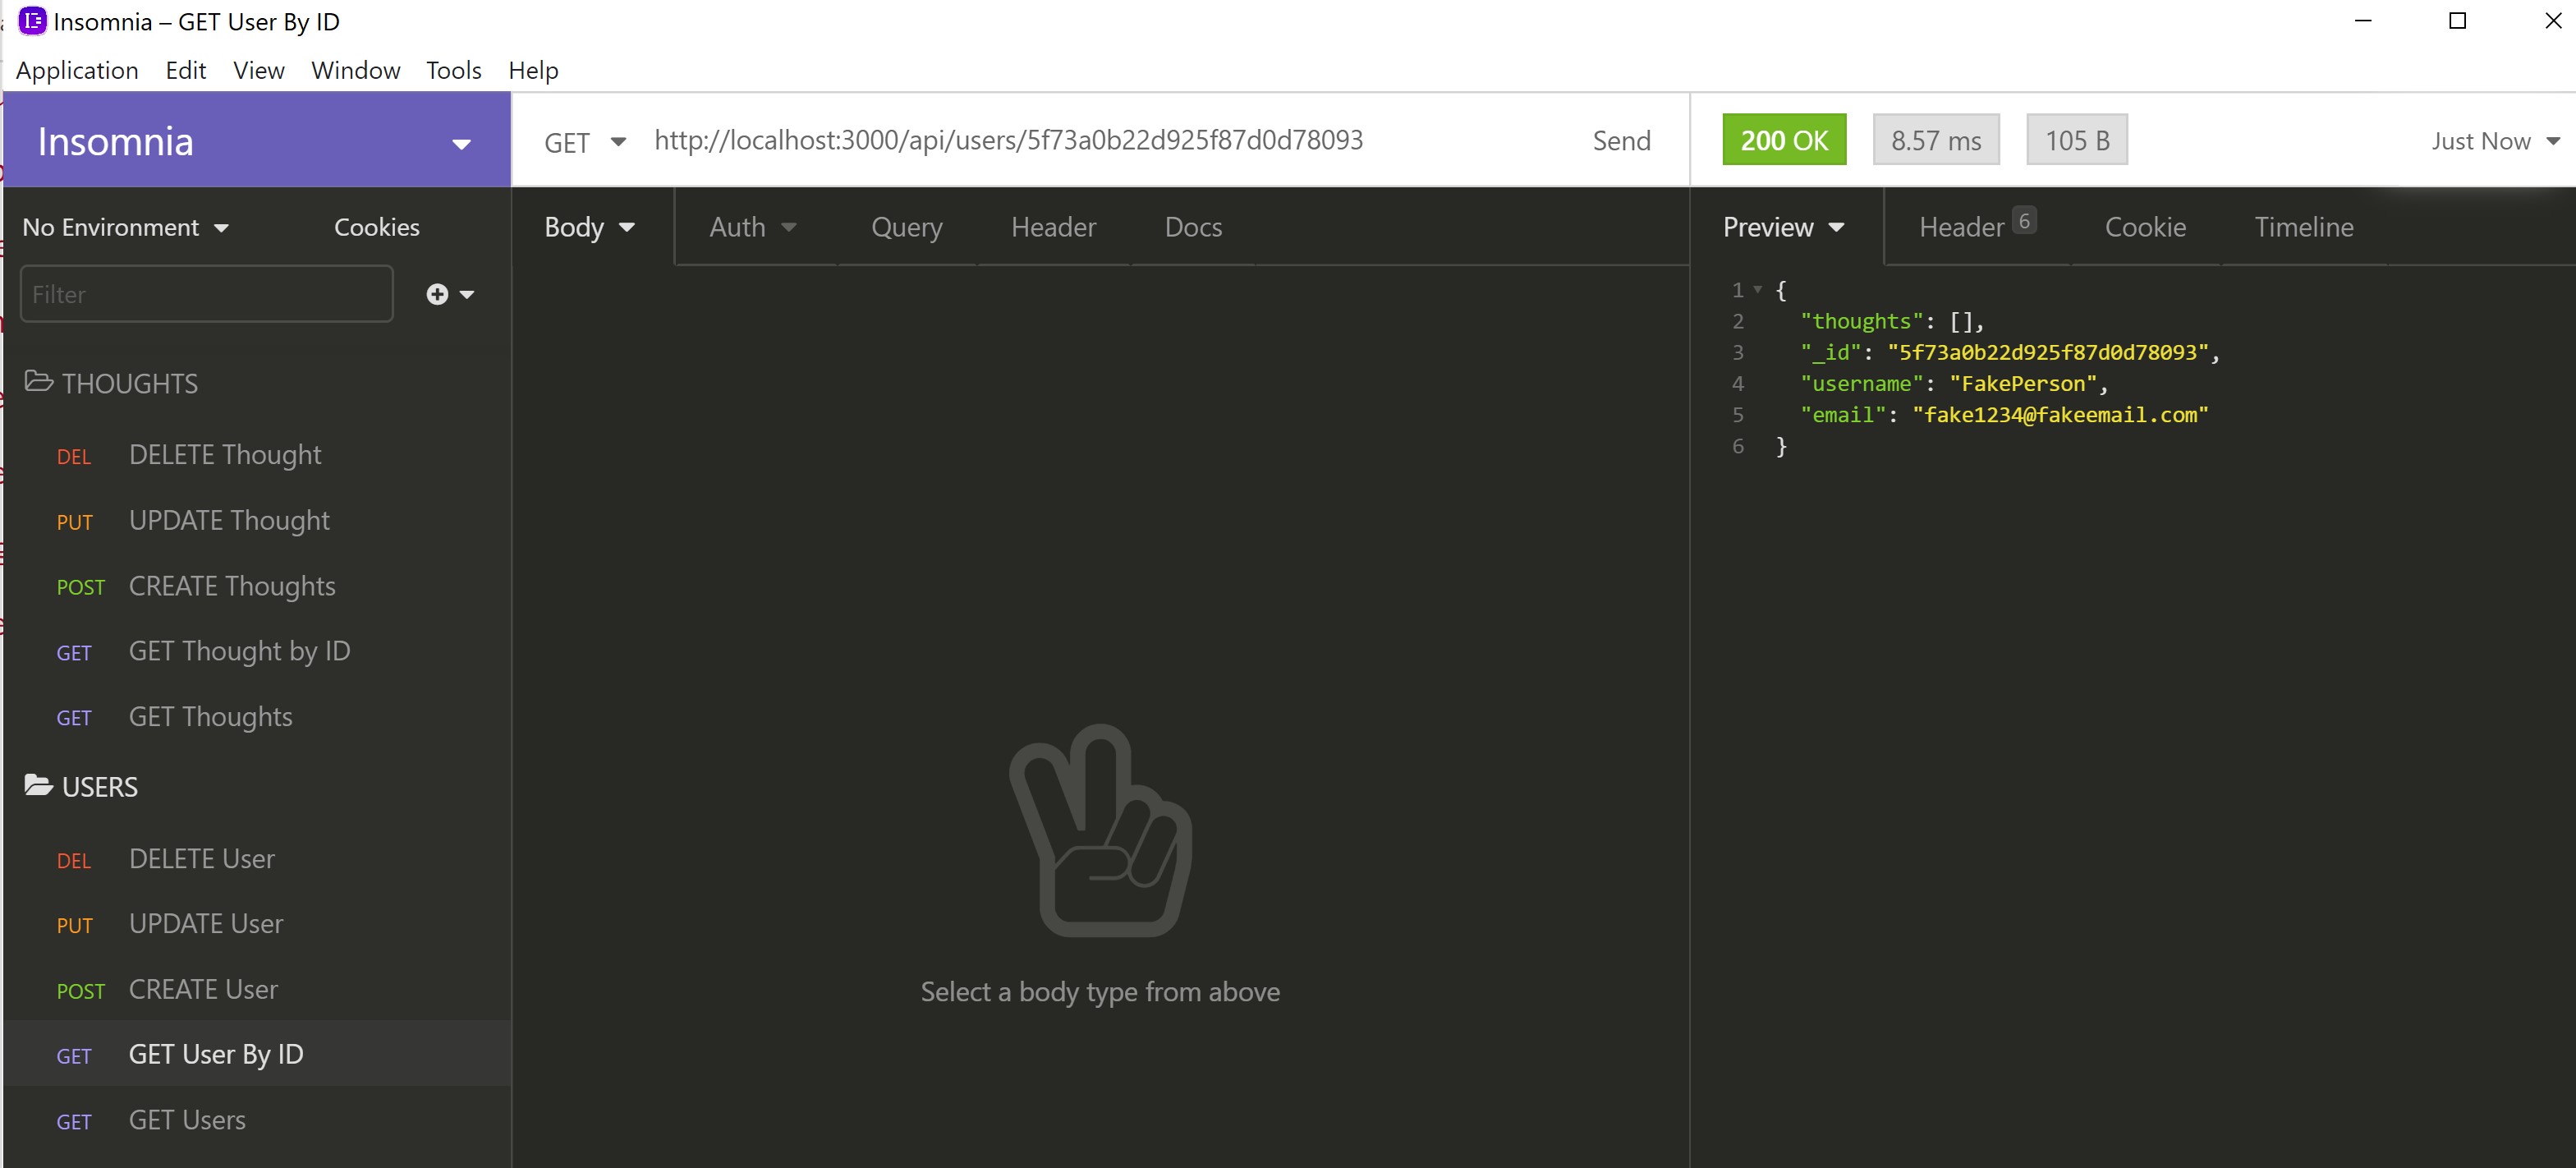 Insomnia – GET User By ID
Application Edit View Window Tools Help
Insomnia
GET http://localhost:3000/api/users/5f73a0b22d925f87d0d78093 Send
200 OK 8.57 ms 105 B Just Now
No Environment Cookies
Body Auth Query Header Docs
Preview Header 6 Cookie Timeline
Filter
THOUGHTS
DEL DELETE Thought
PUT UPDATE Thought
POST CREATE Thoughts
GET GET Thought by ID
GET GET Thoughts
USERS
DEL DELETE User
PUT UPDATE User
POST CREATE User
GET GET User By ID
GET GET Users
Select a body type from above
1 {
2 "thoughts": [],
3 "_id": "5f73a0b22d925f87d0d78093",
4 "username": "FakePerson",
5 "email": "fake1234@fakeemail.com"
6 }